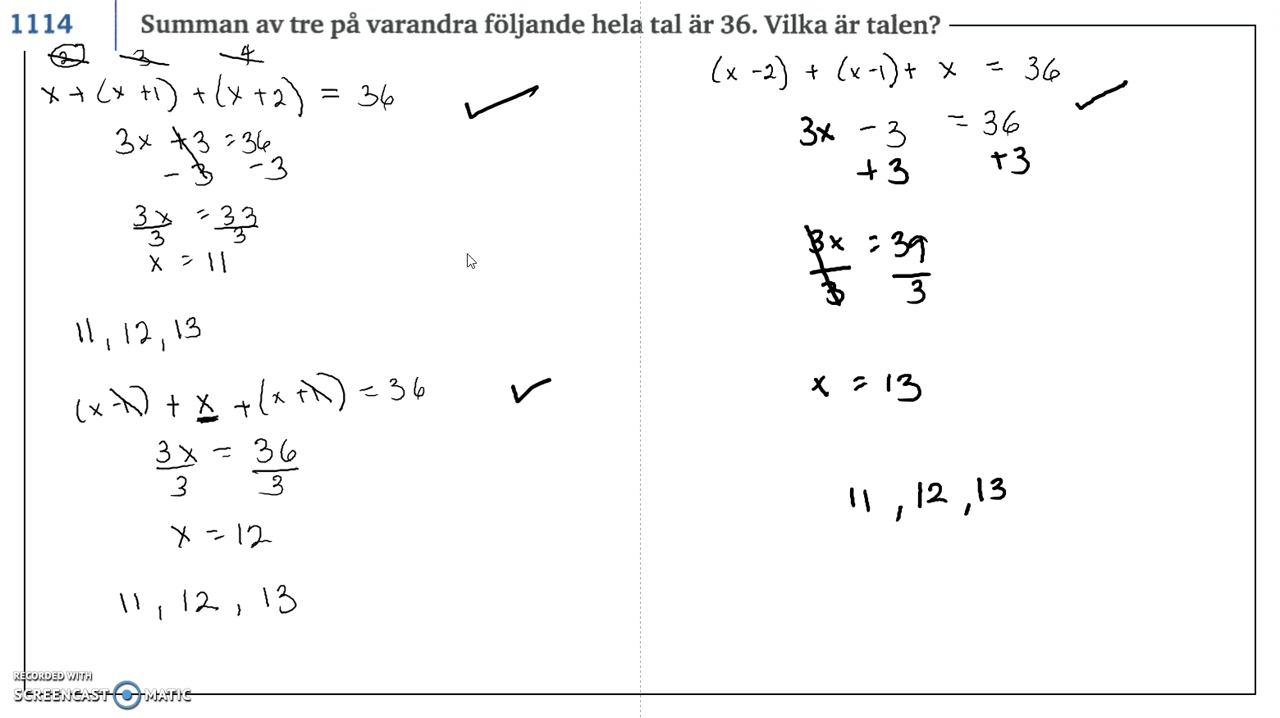 1114 Summan av tre på varandra följande hela tal är 36. Vilka är talen?
2 3 4
x + (x + 1) + (x + 2) = 36
3x + 3 = 36
- 3 - 3
3x = 33
3 3
x = 11
11, 12, 13
(x - 1) + x + (x + 1) = 36
3x = 36
3 3
x = 12
11, 12, 13
(x - 2) + (x - 1) + x = 36
3x - 3 = 36
+ 3 + 3
3x = 39
3 3
x = 13
11, 12, 13
RECORDED WITH
SCREENCAST MATIC